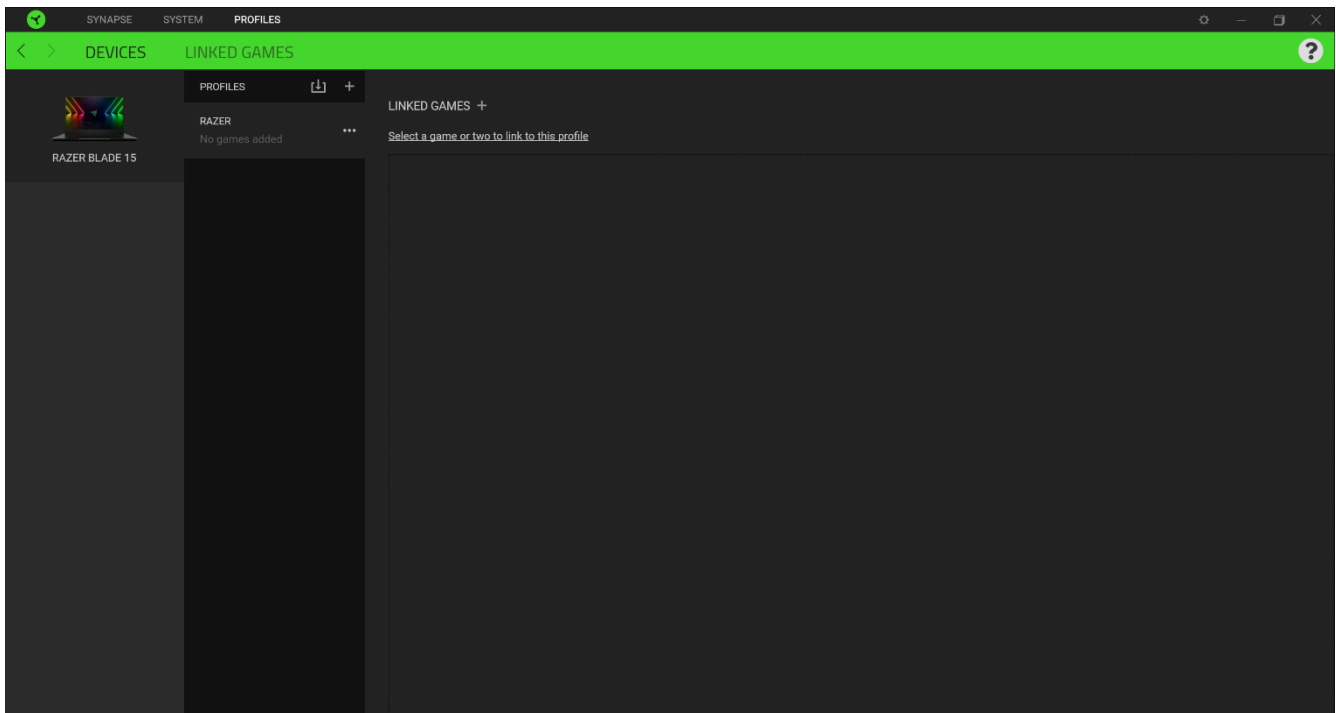 SYNAPSE SYSTEM PROFILES
DEVICES LINKED GAMES
RAZER BLADE 15
PROFILES
RAZER
No games added
LINKED GAMES +
Select a game or two to link to this profile